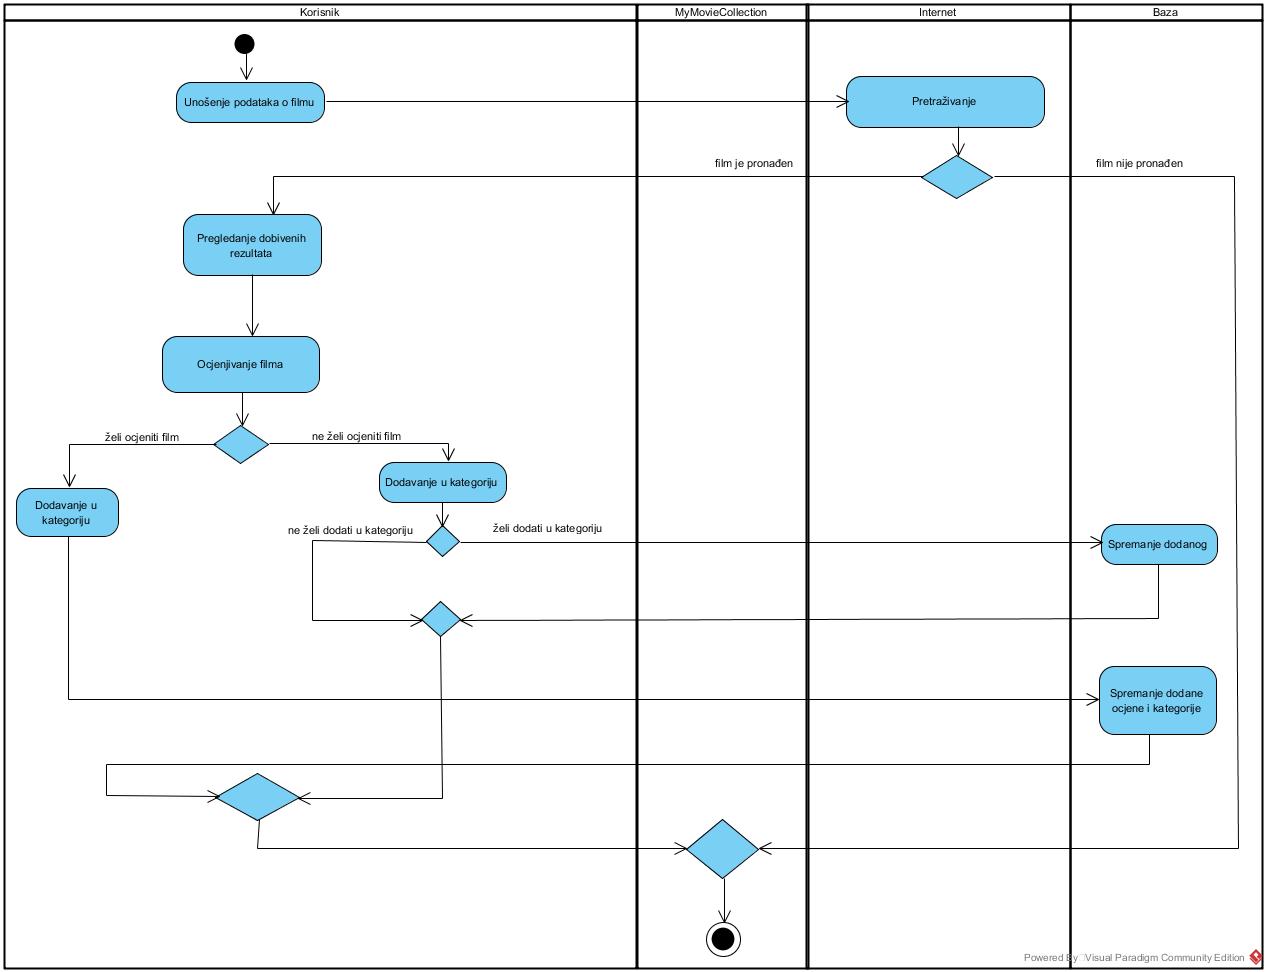 Korisnik
MyMovieCollection
Internet
Baza
Unošenje podataka o filmu
Pretraživanje
film je pronađen
film nije pronađen
Pregledanje dobivenih
rezultata
Ocjenjivanje filma
želi ocjeniti film
ne želi ocjeniti film
Dodavanje u kategoriju
Dodavanje u
kategoriju
ne želi dodati u kategoriju
želi dodati u kategoriju
Spremanje dodanog
Spremanje dodane
ocjene i kategorije
Powered By Visual Paradigm Community Edition